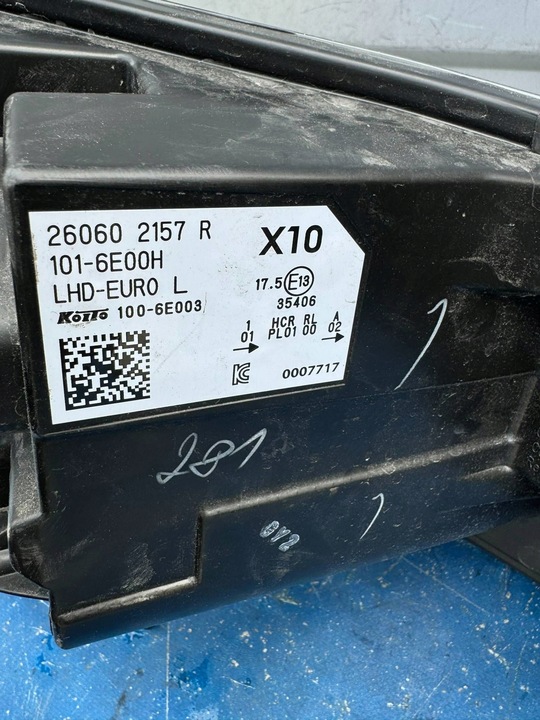 26060 2157 R
X10
101-6E00H
LHD-EURO L
17.5 E13
35406
KOITO 100-6E003
1 HCR RL A
01 PL01 00 02
0007717
281